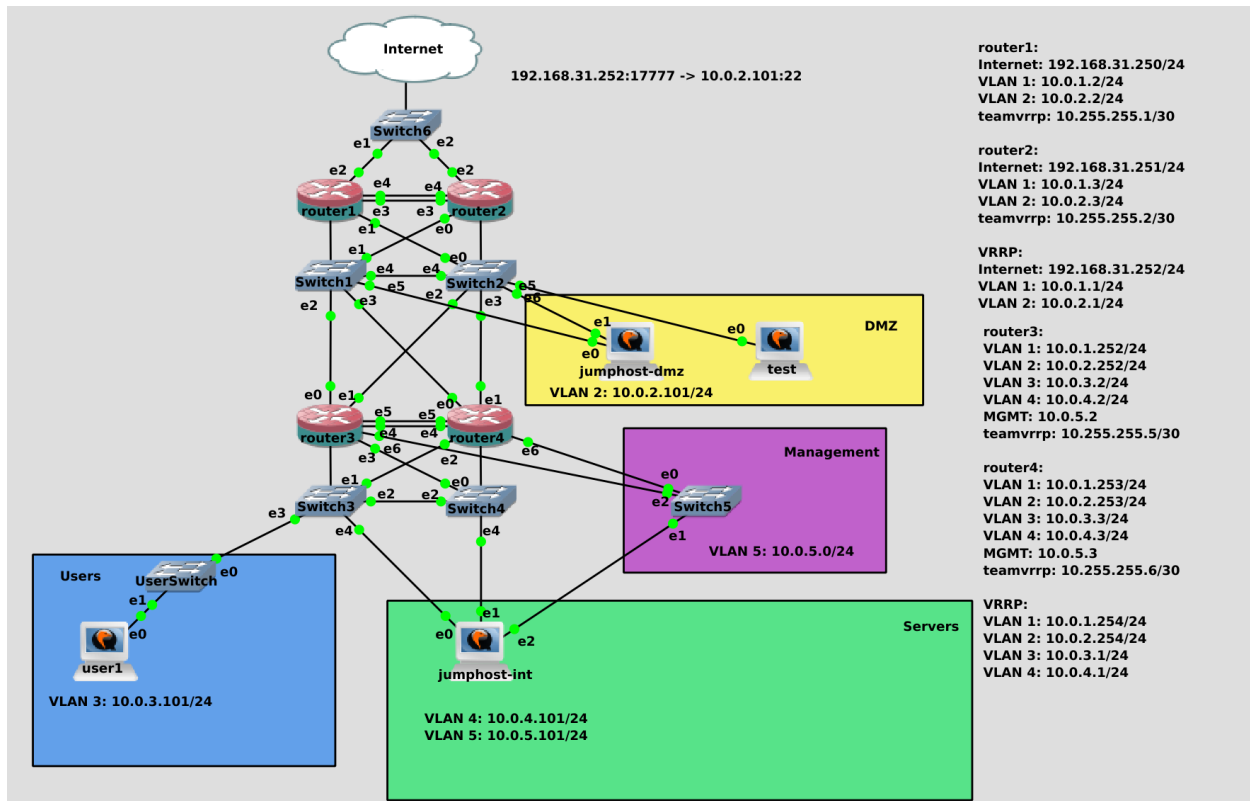 Internet
192.168.31.252:17777 -> 10.0.2.101:22
Switch6
e1
e2
e2
e2
router1
e4
e4
e3
e3
router2
e1
e0
e1
e0
Switch1
e4
e4
e5
Switch2
e5
e6
e2
e3
e2
e3
DMZ
e1
e0
jumphost-dmz
e0
test
VLAN 2: 10.0.2.101/24
e0
e1
e0
e1
router3
e5
e5
e4
e4
e6
e3
router4
e2
e6
Management
e0
e2
Switch5
e1
VLAN 5: 10.0.5.0/24
e1
e0
Switch3
e2
e2
Switch4
e3
e4
e4
Users
UserSwitch
e0
e1
e0
user1
VLAN 3: 10.0.3.101/24
Servers
e0
e1
e2
jumphost-int
VLAN 4: 10.0.4.101/24
VLAN 5: 10.0.5.101/24
router1:
Internet: 192.168.31.250/24
VLAN 1: 10.0.1.2/24
VLAN 2: 10.0.2.2/24
teamvrrp: 10.255.255.1/30
router2:
Internet: 192.168.31.251/24
VLAN 1: 10.0.1.3/24
VLAN 2: 10.0.2.3/24
teamvrrp: 10.255.255.2/30
VRRP:
Internet: 192.168.31.252/24
VLAN 1: 10.0.1.1/24
VLAN 2: 10.0.2.1/24
router3:
VLAN 1: 10.0.1.252/24
VLAN 2: 10.0.2.252/24
VLAN 3: 10.0.3.2/24
VLAN 4: 10.0.4.2/24
MGMT: 10.0.5.2
teamvrrp: 10.255.255.5/30
router4:
VLAN 1: 10.0.1.253/24
VLAN 2: 10.0.2.253/24
VLAN 3: 10.0.3.3/24
VLAN 4: 10.0.4.3/24
MGMT: 10.0.5.3
teamvrrp: 10.255.255.6/30
VRRP:
VLAN 1: 10.0.1.254/24
VLAN 2: 10.0.2.254/24
VLAN 3: 10.0.3.1/24
VLAN 4: 10.0.4.1/24